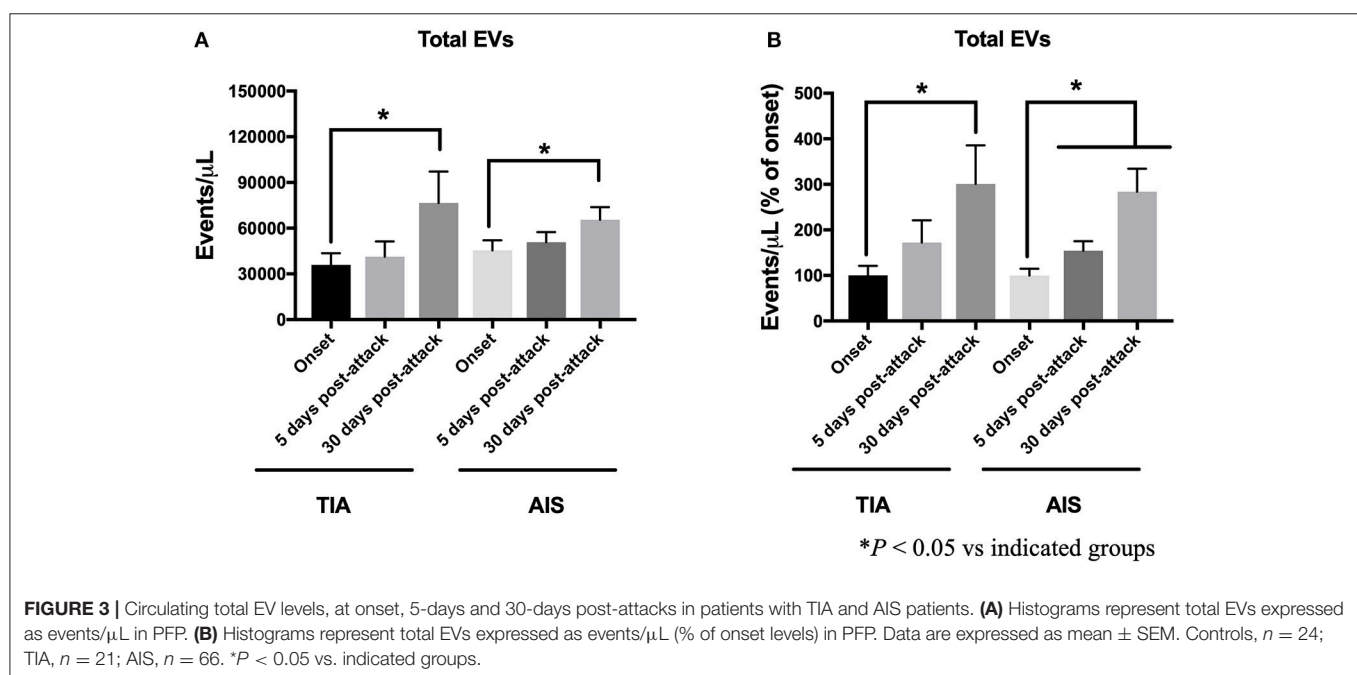 A
Total EVs
Events/μL
150000
120000
90000
60000
30000
0
*
*
Onset
5 days post-attack
30 days post-attack
Onset
5 days post-attack
30 days post-attack
TIA
AIS
B
Total EVs
Events/μL (% of onset)
500
400
300
200
100
0
*
*
Onset
5 days post-attack
30 days post-attack
Onset
5 days post-attack
30 days post-attack
TIA
AIS
*P < 0.05 vs indicated groups
FIGURE 3 | Circulating total EV levels, at onset, 5-days and 30-days post-attacks in patients with TIA and AIS patients. (A) Histograms represent total EVs expressed
as events/μL in PFP. (B) Histograms represent total EVs expressed as events/μL (% of onset levels) in PFP. Data are expressed as mean ± SEM. Controls, n = 24;
TIA, n = 21; AIS, n = 66. *P < 0.05 vs. indicated groups.